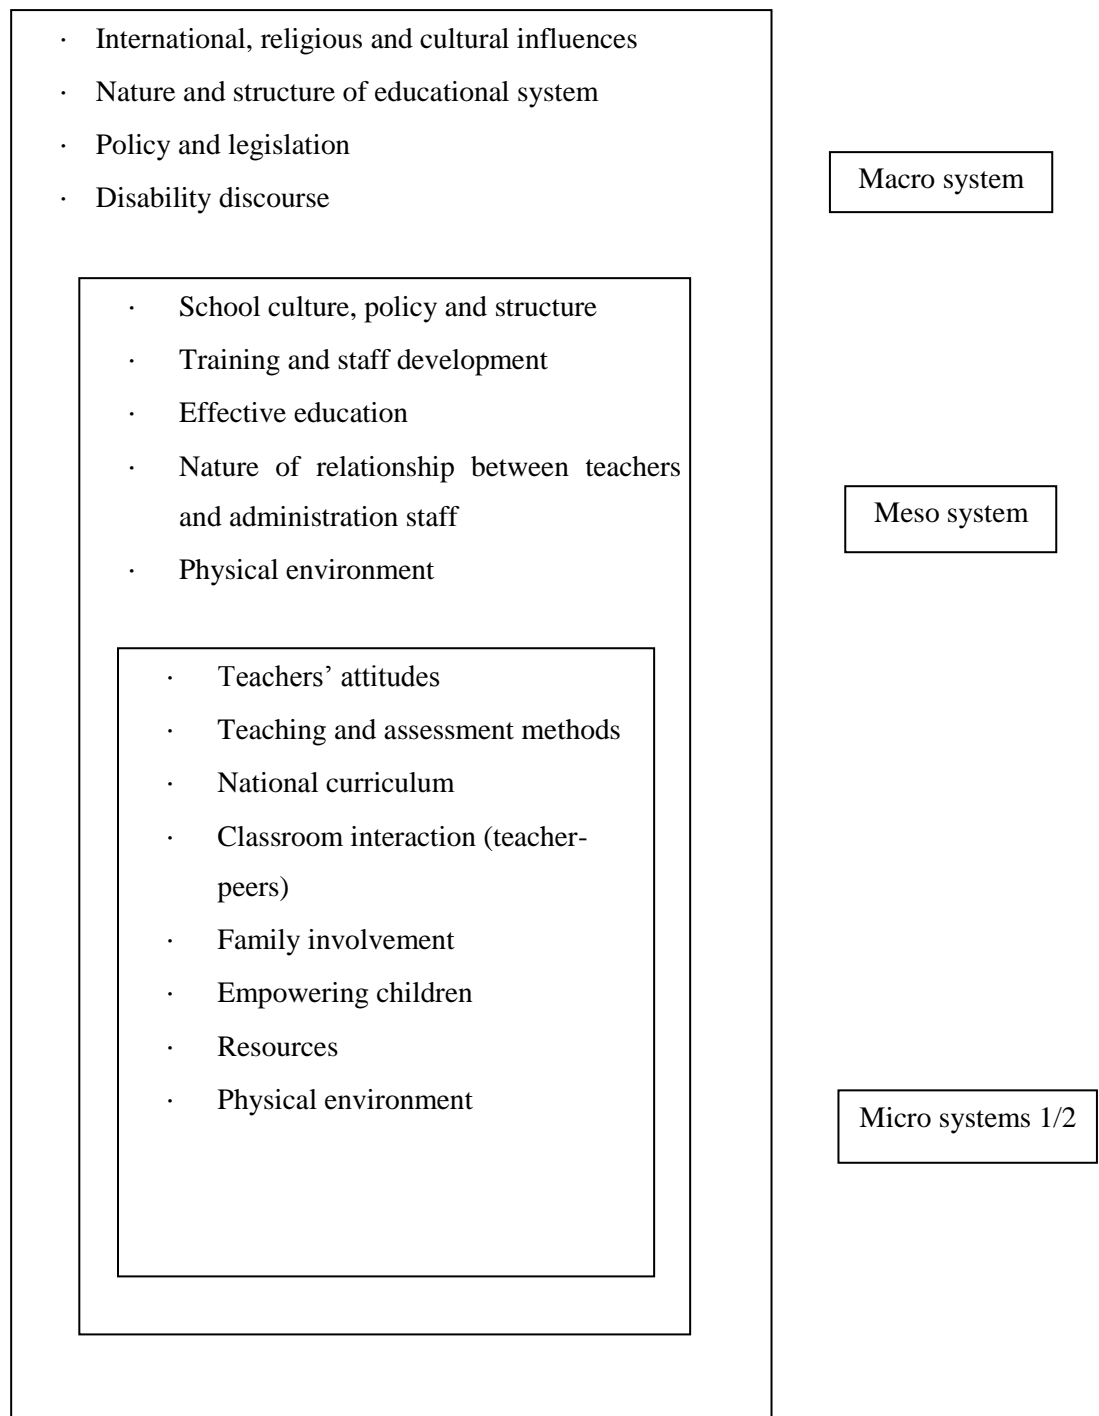 · International, religious and cultural influences
· Nature and structure of educational system
· Policy and legislation
· Disability discourse
Macro system
· School culture, policy and structure
· Training and staff development
· Effective education
· Nature of relationship between teachers
and administration staff
· Physical environment
Meso system
· Teachers’ attitudes
· Teaching and assessment methods
· National curriculum
· Classroom interaction (teacher-
peers)
· Family involvement
· Empowering children
· Resources
· Physical environment
Micro systems 1/2